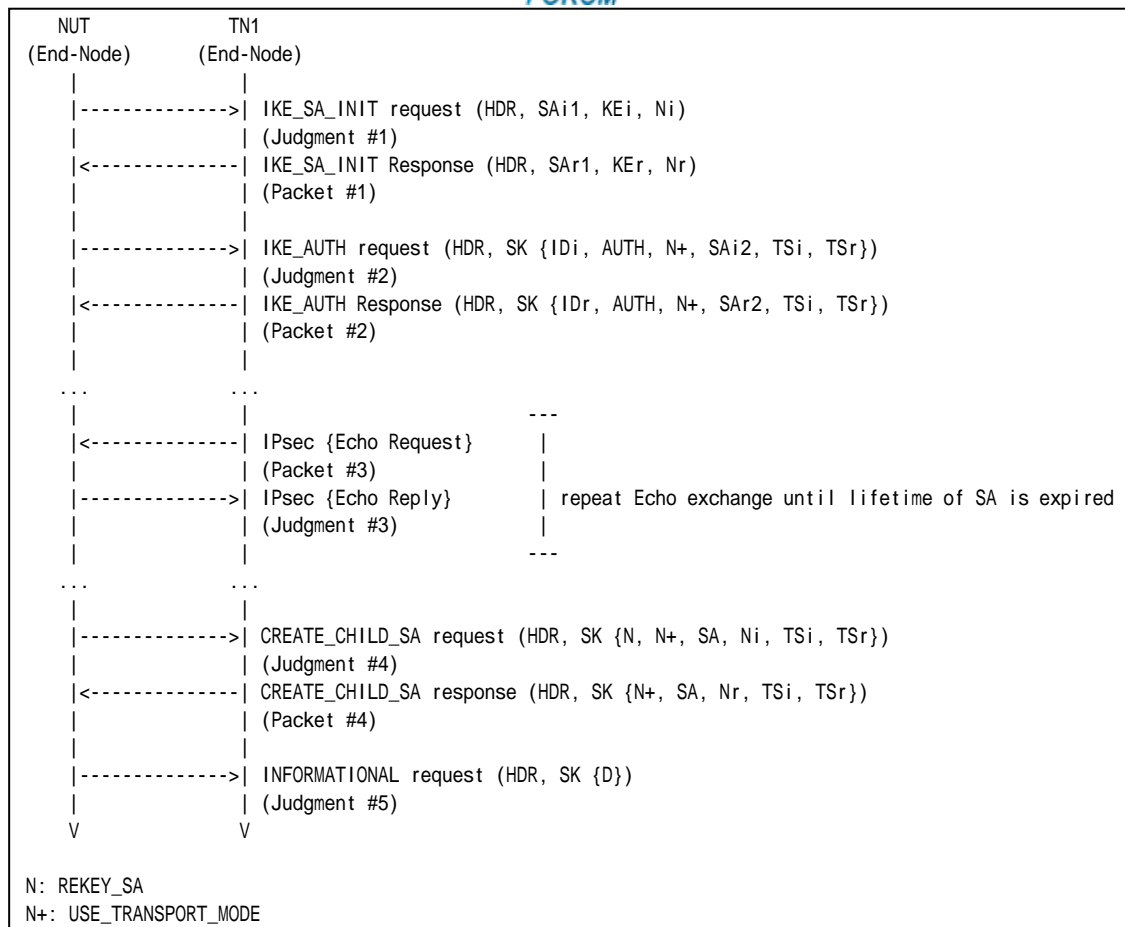 FORUM
NUT TN1
(End-Node) (End-Node)
| |
|-------------->| IKE_SA_INIT request (HDR, SAi1, KEi, Ni)
| | (Judgment #1)
|<--------------| IKE_SA_INIT Response (HDR, SAr1, KEr, Nr)
| | (Packet #1)
| |
|-------------->| IKE_AUTH request (HDR, SK {IDi, AUTH, N+, SAi2, TSi, TSr})
| | (Judgment #2)
|<--------------| IKE_AUTH Response (HDR, SK {IDr, AUTH, N+, SAr2, TSi, TSr})
| | (Packet #2)
| |
... ...
| | ---
|<--------------| IPsec {Echo Request} |
| | (Packet #3) |
|-------------->| IPsec {Echo Reply} | repeat Echo exchange until lifetime of SA is expired
| | (Judgment #3) |
| | ---
... ...
| |
|-------------->| CREATE_CHILD_SA request (HDR, SK {N, N+, SA, Ni, TSi, TSr})
| | (Judgment #4)
|<--------------| CREATE_CHILD_SA response (HDR, SK {N+, SA, Nr, TSi, TSr})
| | (Packet #4)
| |
|-------------->| INFORMATIONAL request (HDR, SK {D})
| | (Judgment #5)
V V
N: REKEY_SA
N+: USE_TRANSPORT_MODE